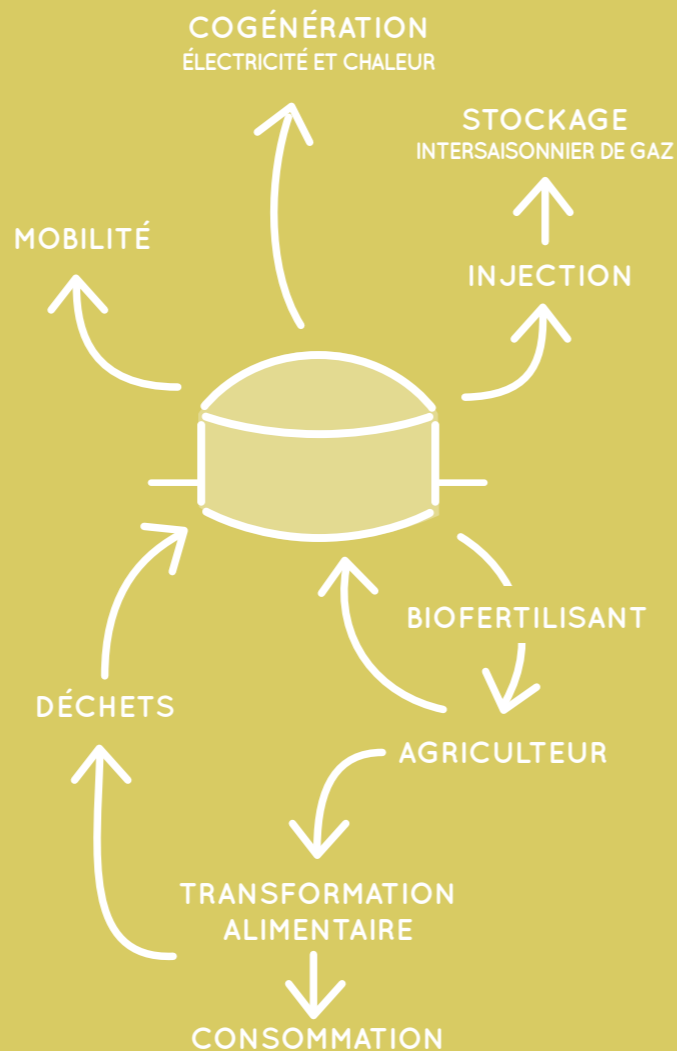 COGÉNÉRATION
ÉLECTRICITÉ ET CHALEUR
STOCKAGE
INTERSAISONNIER DE GAZ
MOBILITÉ
INJECTION
BIOFERTILISANT
DÉCHETS
AGRICULTEUR
TRANSFORMATION
ALIMENTAIRE
CONSOMMATION